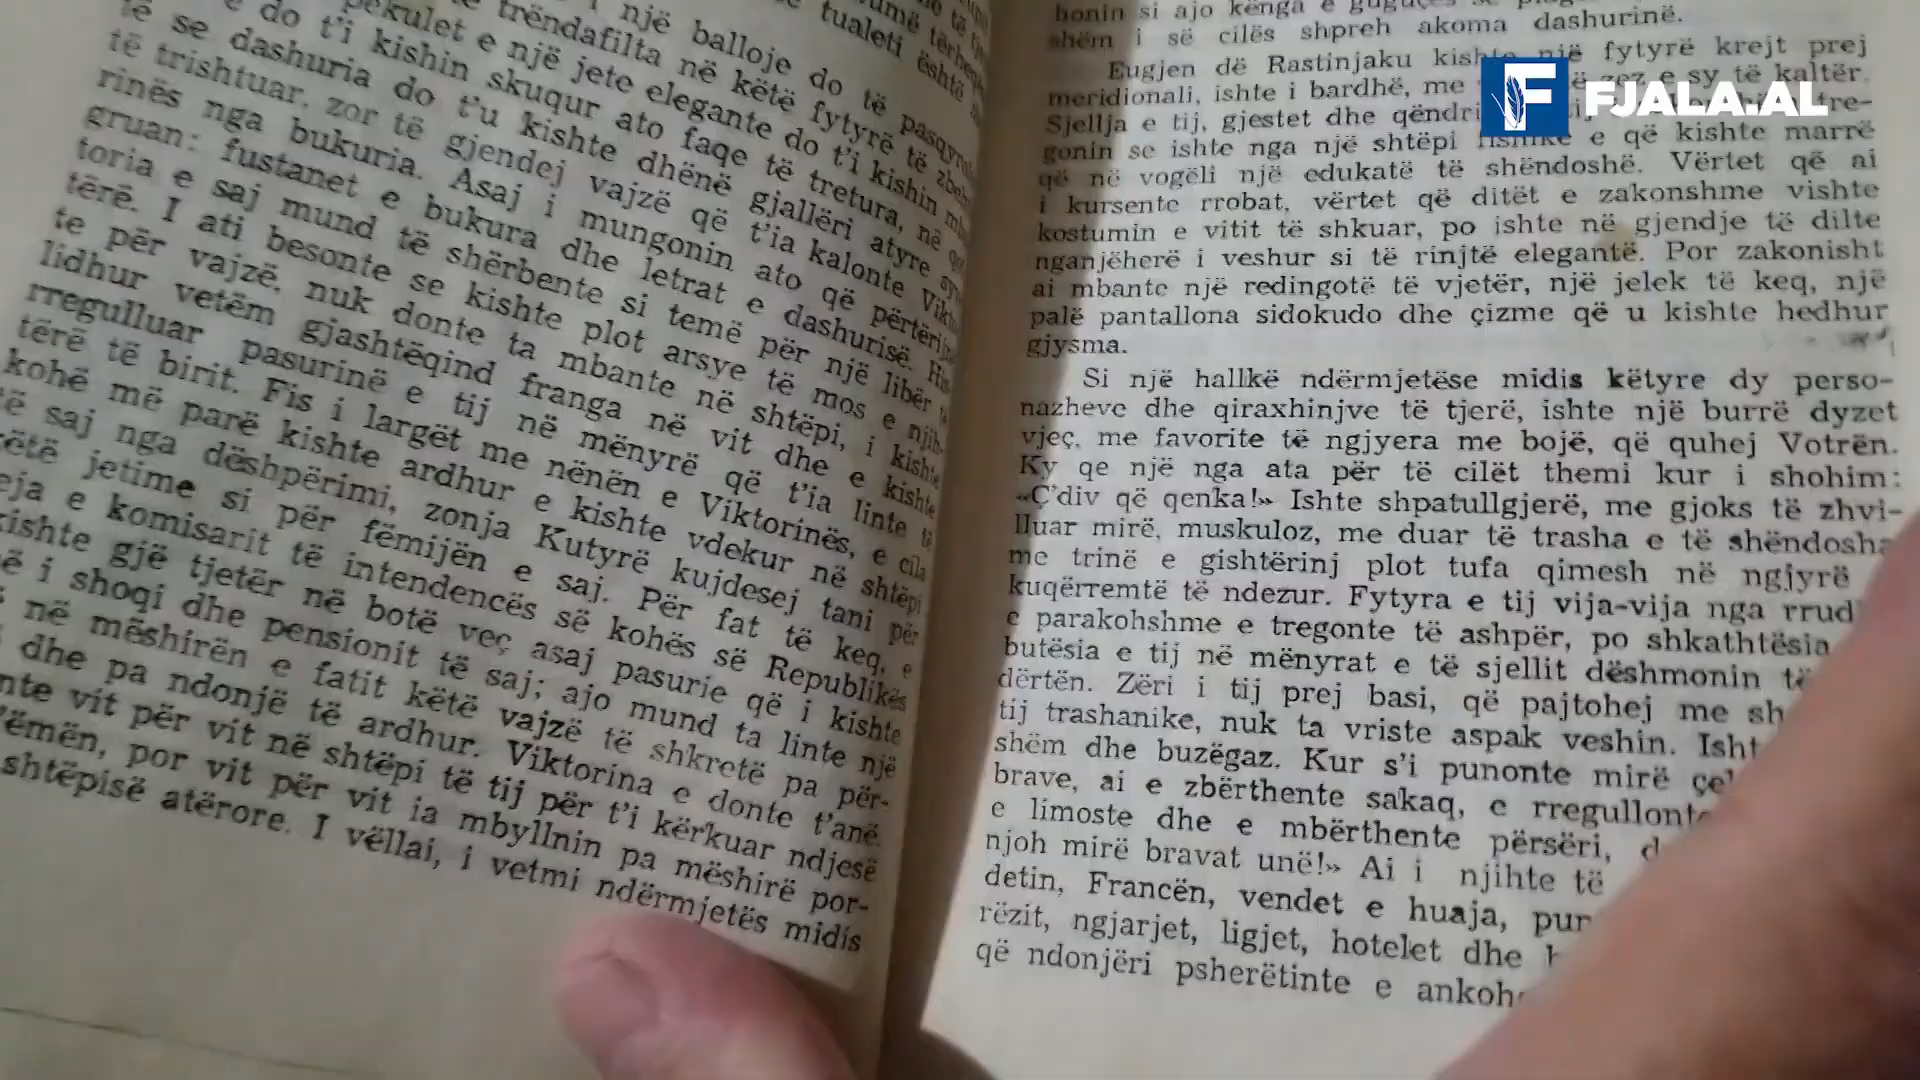 një balloje do të
trëndafilta në këtë fytyrë të
pekulet e një jete elegante do t'i kishin
do t'i kishin skuqur ato faqe të tretura, në
se dashuria do t'u kishte dhënë gjallëri atyre
të trishtuar, zor të gjendej vajzë që t'ia kalonte
rinës nga bukuria. Asaj i mungonin ato që
gruan: fustanet e bukura dhe letrat e dashurisë.
toria e saj mund të shërbente si temë për një libër
tërë. I ati besonte se kishte plot arsye të mos e njih-
te për vajzë, nuk donte ta mbante në shtëpi, i kishte
lidhur vetëm gjashtëqind franga në vit dhe e kishte
rregulluar pasurinë e tij në mënyrë që t'ia linte të
tërë të birit. Fis i largët me nënën e Viktorinës, e cila
kohë më parë kishte ardhur e kishte vdekur në shtëpi
saj nga dëshpërimi, zonja Kutyrë kujdesej tani për
jetime si për fëmijën e saj. Për fat të keq, e
e komisarit të intendencës së kohës së Republikës
kishte gjë tjetër në botë veç asaj pasurie që i kishte
i shoqi dhe pensionit të saj; ajo mund ta linte një
në mëshirën e fatit këtë vajzë të shkretë pa për-
dhe pa ndonjë të ardhur. Viktorina e donte t'anë.
vit për vit në shtëpi të tij për t'i kërkuar ndjesë
por vit për vit ia mbyllnin pa mëshirë por-
shtëpisë atërore. I vëllai, i vetmi ndërmjetës midis
bonin si ajo kënga e
shëm i së cilës shpreh akoma dashurinë.
Eugjen dë Rastinjaku kishte një fytyrë krejt prej
meridionali, ishte i bardhë, me zez e sy të kaltër.
Sjellja e tij, gjestet dhe tre-
gonin se ishte nga një shtëpi fisnike e që kishte marrë
që në vogëli një edukatë të shëndoshë. Vërtet që ai
i kursente rrobat, vërtet që ditët e zakonshme vishte
kostumin e vitit të shkuar, po ishte në gjendje të dilte
nganjëherë i veshur si të rinjtë elegantë. Por zakonisht
ai mbante një redingotë të vjetër, një jelek të keq, një
palë pantallona sidokudo dhe çizme që u kishte hedhur
gjysma.
Si një hallkë ndërmjetëse midis këtyre dy perso-
nazheve dhe qiraxhinjve të tjerë, ishte një burrë dyzet
vjeç, me favorite të ngjyera me bojë, që quhej Votrën.
Ky qe një nga ata për të cilët themi kur i shohim:
«Ç'div që qenka!» Ishte shpatullgjerë, me gjoks të zhvi-
lluar mirë, muskuloz, me duar të trasha e të shëndosha
me trinë e gishtërinj plot tufa qimesh në ngjyrë
kuqërremtë të ndezur. Fytyra e tij vija-vija nga
e parakohshme e tregonte të ashpër, po shkathtësia
butësia e tij në mënyrat e të sjellit dëshmonin
dërtën. Zëri i tij prej basi, që pajtohej me
tij trashanike, nuk ta vriste aspak veshin.
shëm dhe buzëgaz. Kur s'i punonte mirë
brave, ai e zbërthente sakaq, e
e limoste dhe e mbërthente përsëri,
njoh mirë bravat unë!» Ai i njihte të
detin, Francën, vendet e huaja,
rëzit, ngjarjet, ligjet, hotelet dhe
që ndonjëri psherëtinte e
FJALA.AL